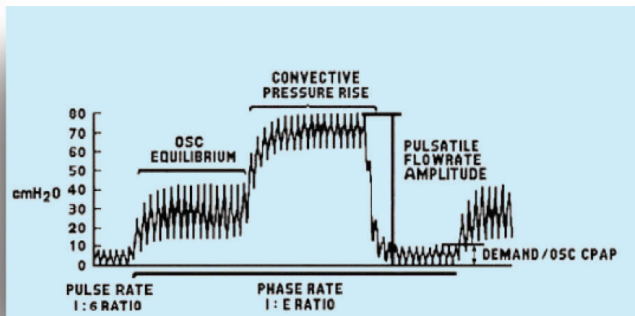 CONVECTIVE
PRESSURE RISE
OSC
EQUILIBRIUM
PULSATILE
FLOWRATE
AMPLITUDE
cmH2O
80
70
60
50
40
30
20
10
0
DEMAND/OSC CPAP
PULSE RATE
I:6 RATIO
PHASE RATE
I:E RATIO